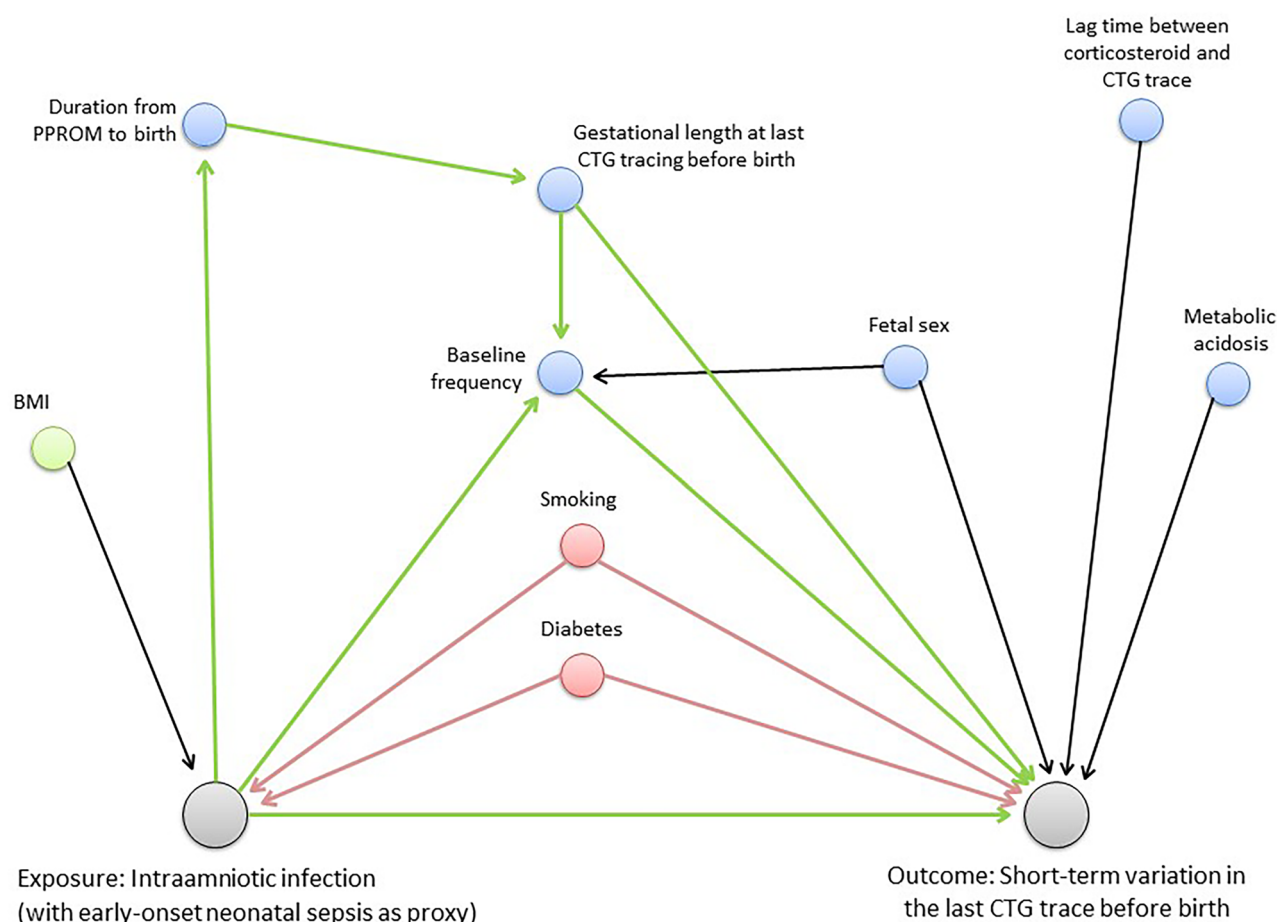 Lag time between
corticosteroid and
CTG trace
Duration from
PPROM to birth
Gestational length at last
CTG tracing before birth
Fetal sex
Metabolic
acidosis
Baseline
frequency
BMI
Smoking
Diabetes
Exposure: Intraamniotic infection
(with early-onset neonatal sepsis as proxy)
Outcome: Short-term variation in
the last CTG trace before birth